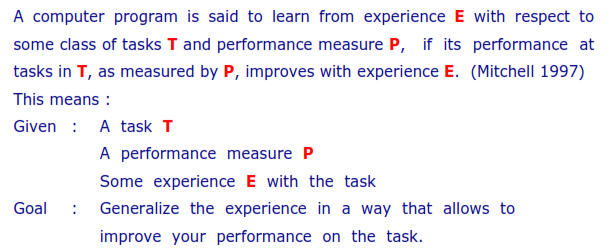 A computer program is said to learn from experience E with respect to
some class of tasks T and performance measure P, if its performance at
tasks in T, as measured by P, improves with experience E. (Mitchell 1997)
This means :
Given : A task T
A performance measure P
Some experience E with the task
Goal : Generalize the experience in a way that allows to
improve your performance on the task.